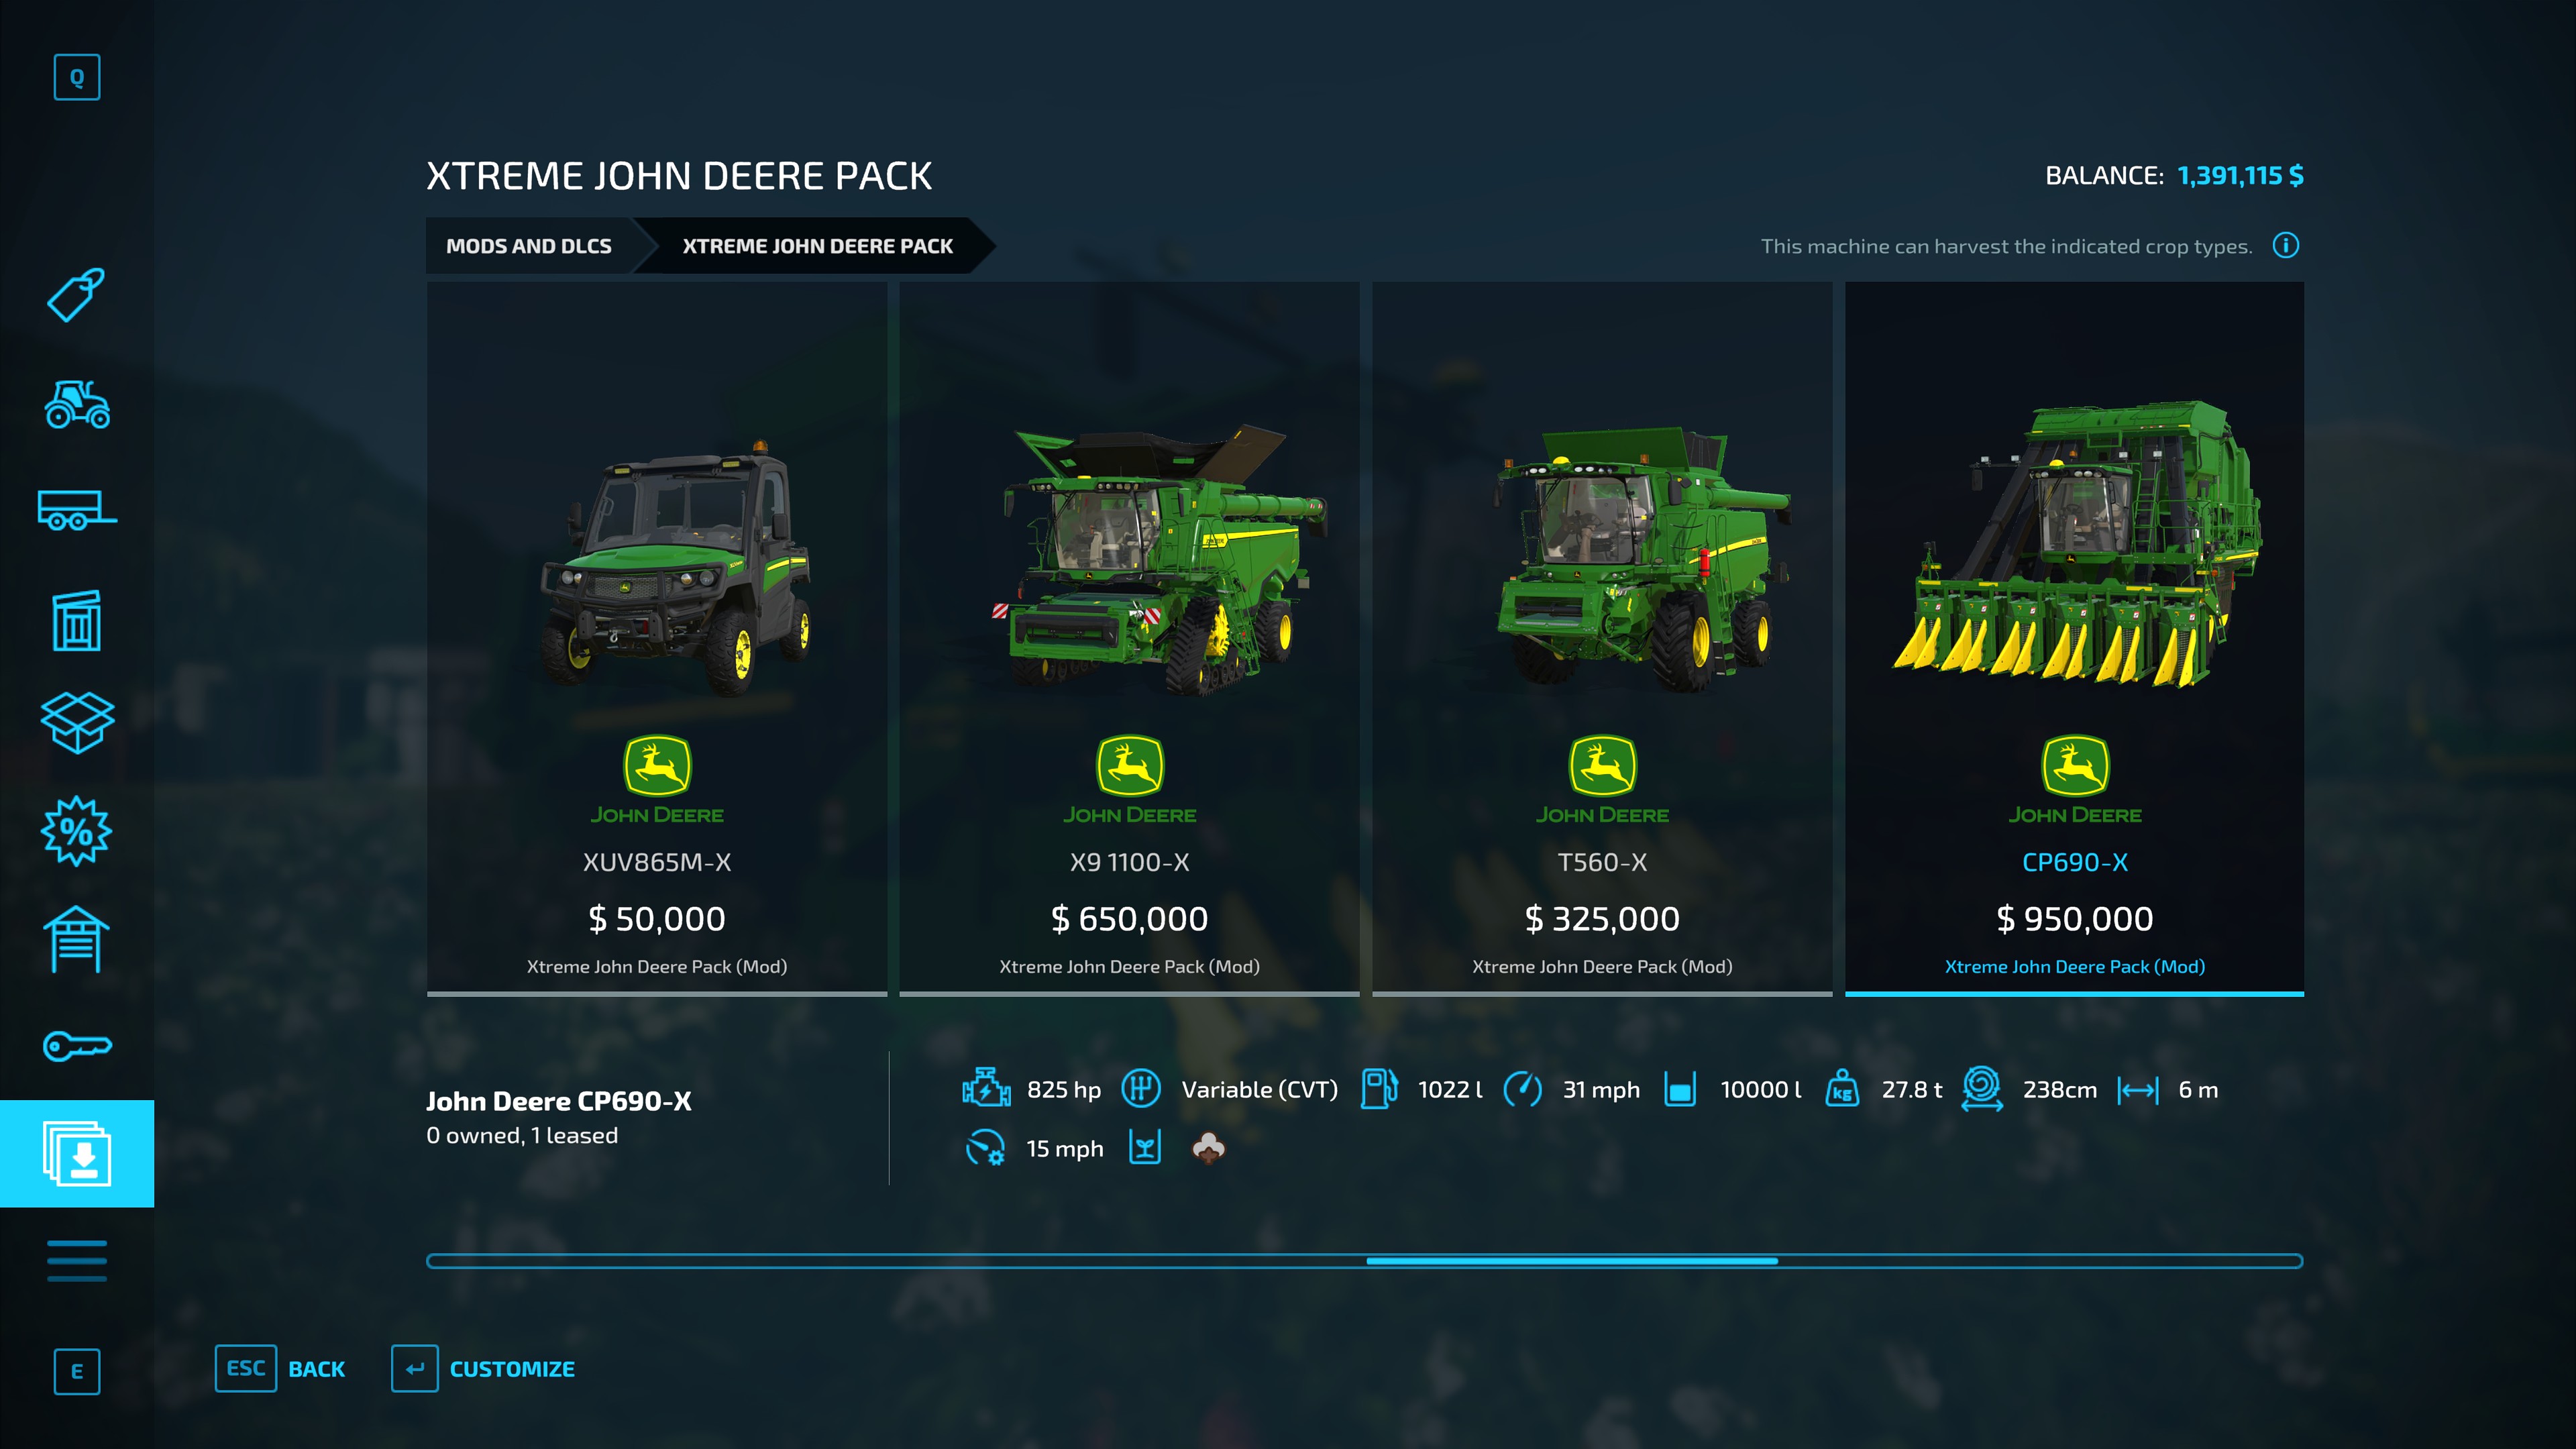 Q
XTREME JOHN DEERE PACK
BALANCE: 1,391,115 $
MODS AND DLCS
XTREME JOHN DEERE PACK
This machine can harvest the indicated crop types.
JOHN DEERE
XUV865M-X
$ 50,000
Xtreme John Deere Pack (Mod)
JOHN DEERE
X9 1100-X
$ 650,000
Xtreme John Deere Pack (Mod)
JOHN DEERE
T560-X
$ 325,000
Xtreme John Deere Pack (Mod)
JOHN DEERE
CP690-X
$ 950,000
Xtreme John Deere Pack (Mod)
%
John Deere CP690-X
0 owned, 1 leased
825 hp Variable (CVT) 1022 l 31 mph 10000 l kg 27.8 t 238cm 6 m
15 mph
E
ESC BACK CUSTOMIZE